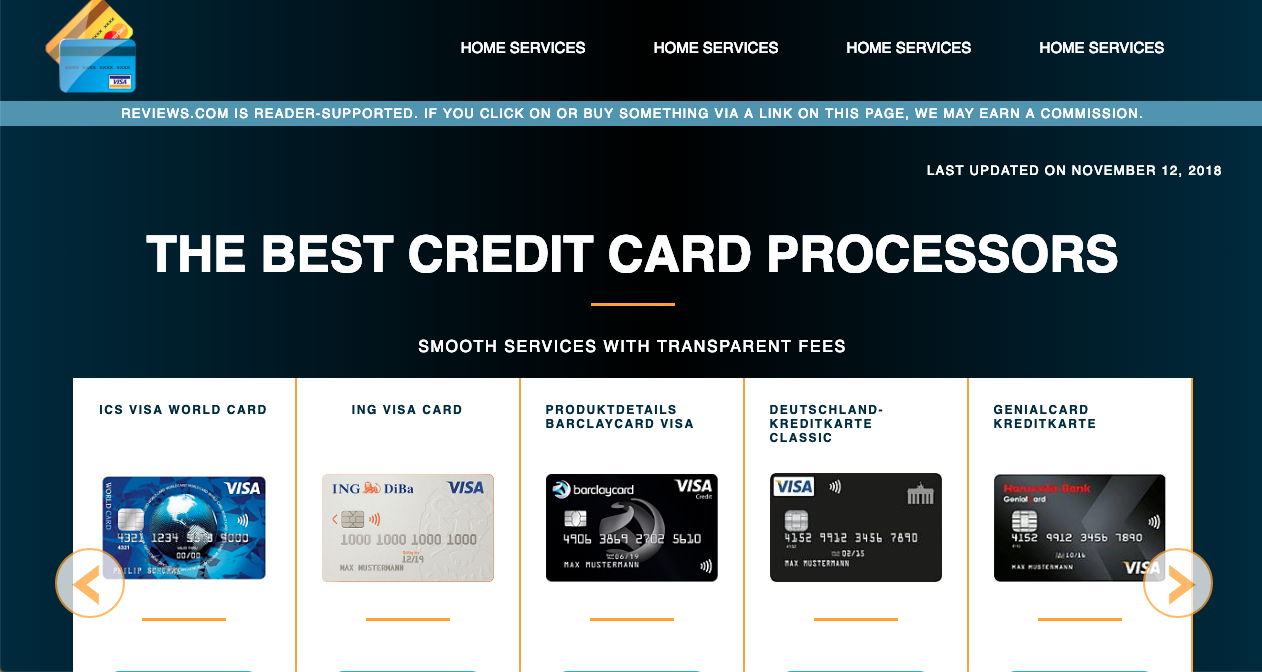 VISA
HOME SERVICES HOME SERVICES HOME SERVICES HOME SERVICES
REVIEWS.COM IS READER-SUPPORTED. IF YOU CLICK ON OR BUY SOMETHING VIA A LINK ON THIS PAGE, WE MAY EARN A COMMISSION.
LAST UPDATED ON NOVEMBER 12, 2018
THE BEST CREDIT CARD PROCESSORS
SMOOTH SERVICES WITH TRANSPARENT FEES
ICS VISA WORLD CARD
WORLD CARD
VISA
4321 1234 5678 9000
4321
00/00
ING VISA CARD
ING DiBa
VISA
1000 1000 1000 1000
12/19
MAX MUSTERMANN
PRODUKTDETAILS
BARCLAYCARD VISA
barclaycard
VISA
Credit
4906 3869 2702 5610
06/19
MAX MUSTERMANN
DEUTSCHLAND-
KREDITKARTE
CLASSIC
VISA
4152 9912 3456 7890
02/15
MAX MUSTERMANN
GENIALCARD
KREDITKARTE
Hanseatic Bank
GenialCard
4152 9912 3456 7890
10/16
MAX MUSTERMANN
VISA